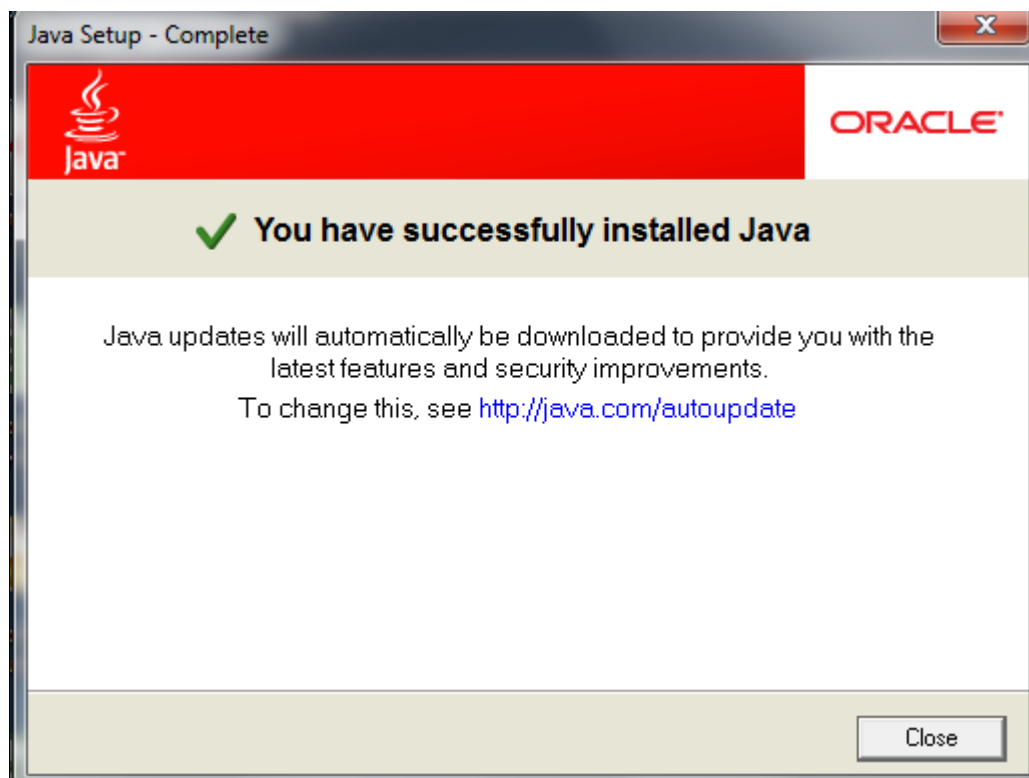 Java Setup - Complete
Java™
ORACLE®
You have successfully installed Java
Java updates will automatically be downloaded to provide you with the
latest features and security improvements.
To change this, see http://java.com/autoupdate
Close